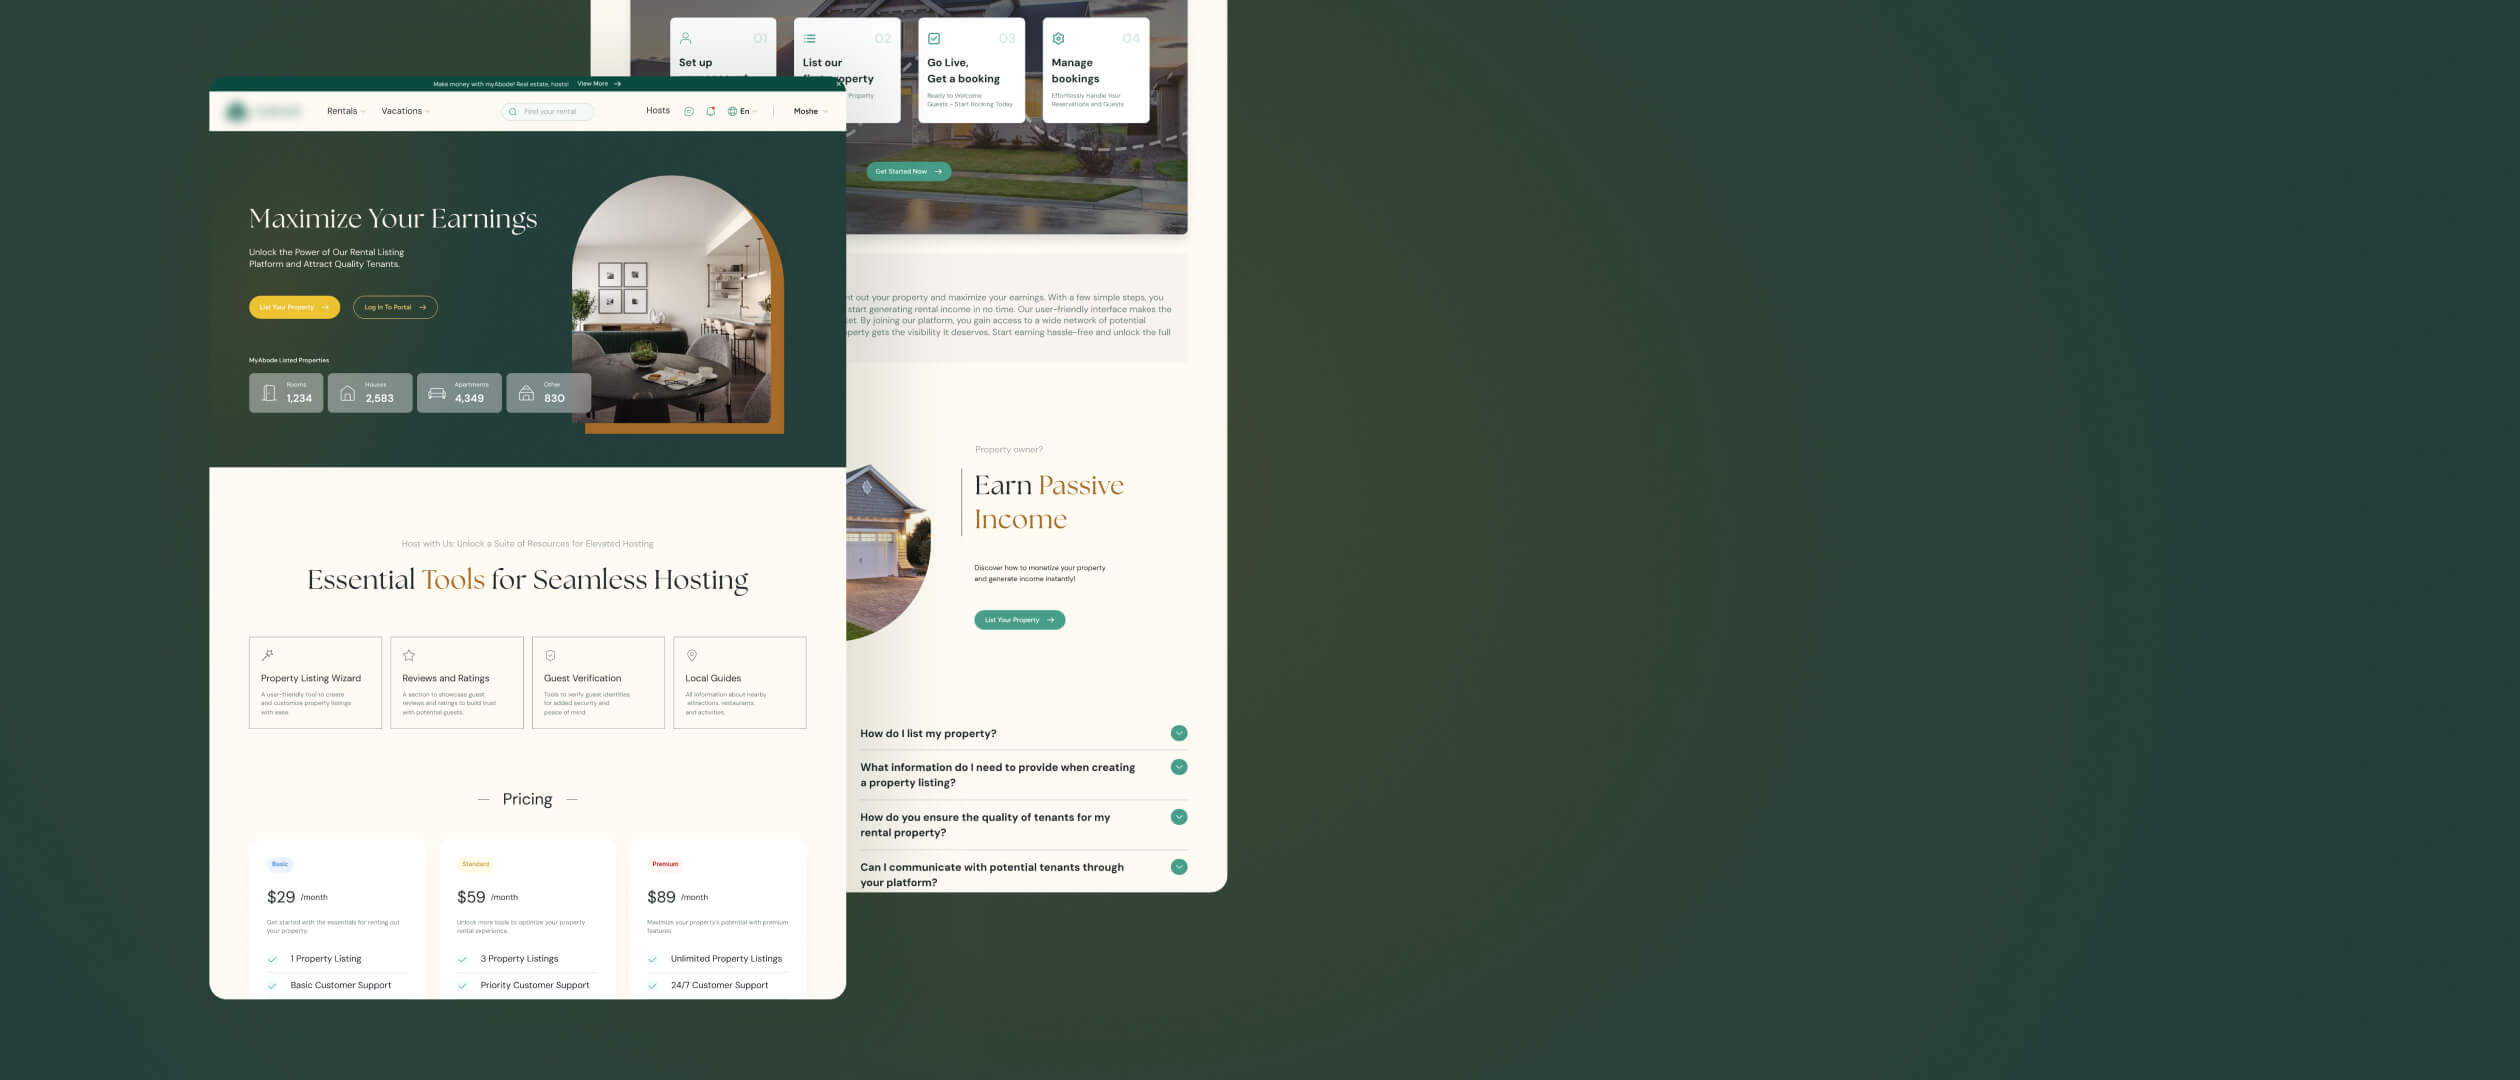 Make money with myAbode! Real estate, hosts! View More
Rentals
Vacations
Find your rental
Hosts
En
Moshe
Maximize Your Earnings
Unlock the Power of Our Rental Listing
Platform and Attract Quality Tenants.
List Your Property
Log In To Portal
MyAbode Listed Properties
Rooms
1,234
Houses
2,583
Apartments
4,349
Other
830
Host with Us: Unlock a Suite of Resources for Elevated Hosting
Essential Tools for Seamless Hosting
Property Listing Wizard
A user-friendly tool to create
and customize property listings
with ease.
Reviews and Ratings
A section to showcase guest
reviews and ratings to build trust
with potential guests.
Guest Verification
Tools to verify guest identities
for added security and
peace of mind.
Local Guides
All information about nearby
attractions, restaurants,
and activities.
Pricing
Basic
$29 /month
Get started with the essentials for renting out
your property.
1 Property Listing
Basic Customer Support
Standard
$59 /month
Unlock more tools to optimize your property
rental experience.
3 Property Listings
Priority Customer Support
Premium
$89 /month
Maximize your property's potential with premium
features.
Unlimited Property Listings
24/7 Customer Support
01
Set up
02
List our
property
Property
03
Go Live,
Get a booking
Ready to Welcome
Guests - Start Booking Today
04
Manage
bookings
Effortlessly Handle Your
Reservations and Guests
Get Started Now
out your property and maximize your earnings. With a few simple steps, you
start generating rental income in no time. Our user-friendly interface makes the
By joining our platform, you gain access to a wide network of potential
gets the visibility it deserves. Start earning hassle-free and unlock the full
Property owner?
Earn Passive
Income
Discover how to monetize your property
and generate income instantly!
List Your Property
How do I list my property?
What information do I need to provide when creating
a property listing?
How do you ensure the quality of tenants for my
rental property?
Can I communicate with potential tenants through
your platform?